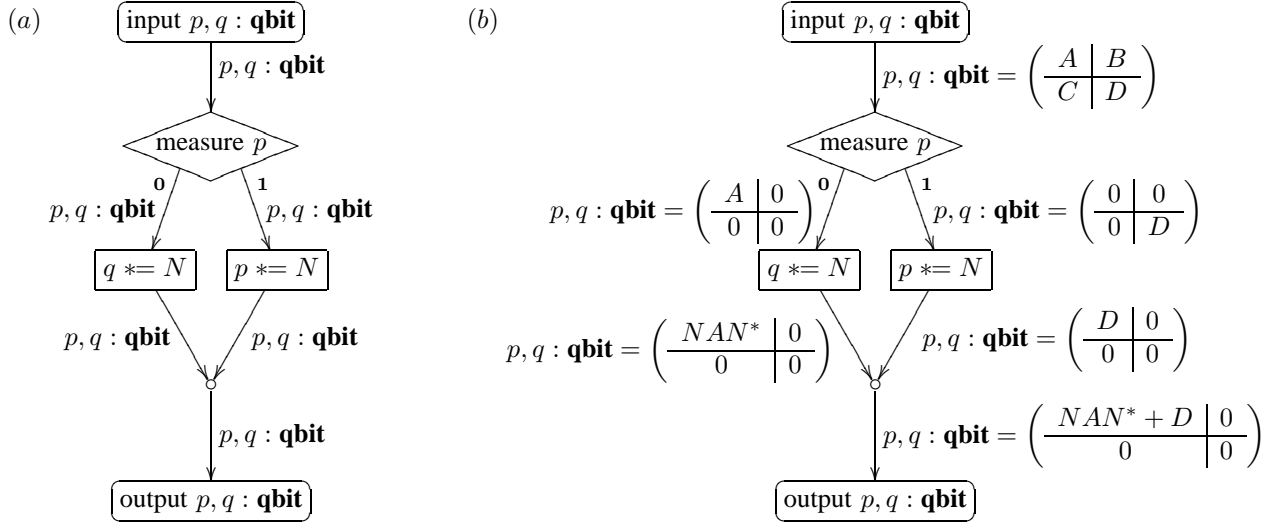 (a)
input p, q : qbit
p, q : qbit
measure p
0 1
p, q : qbit p, q : qbit
q *= N p *= N
p, q : qbit p, q : qbit
p, q : qbit
output p, q : qbit
(b)
input p, q : qbit
p, q : qbit = ( A | B
C | D )
measure p
0 1
p, q : qbit = ( A | 0
0 | 0 )
p, q : qbit = ( 0 | 0
0 | D )
q *= N p *= N
p, q : qbit = ( NAN* | 0
0 | 0 )
p, q : qbit = ( D | 0
0 | 0 )
p, q : qbit = ( NAN* + D | 0
0 | 0 )
output p, q : qbit